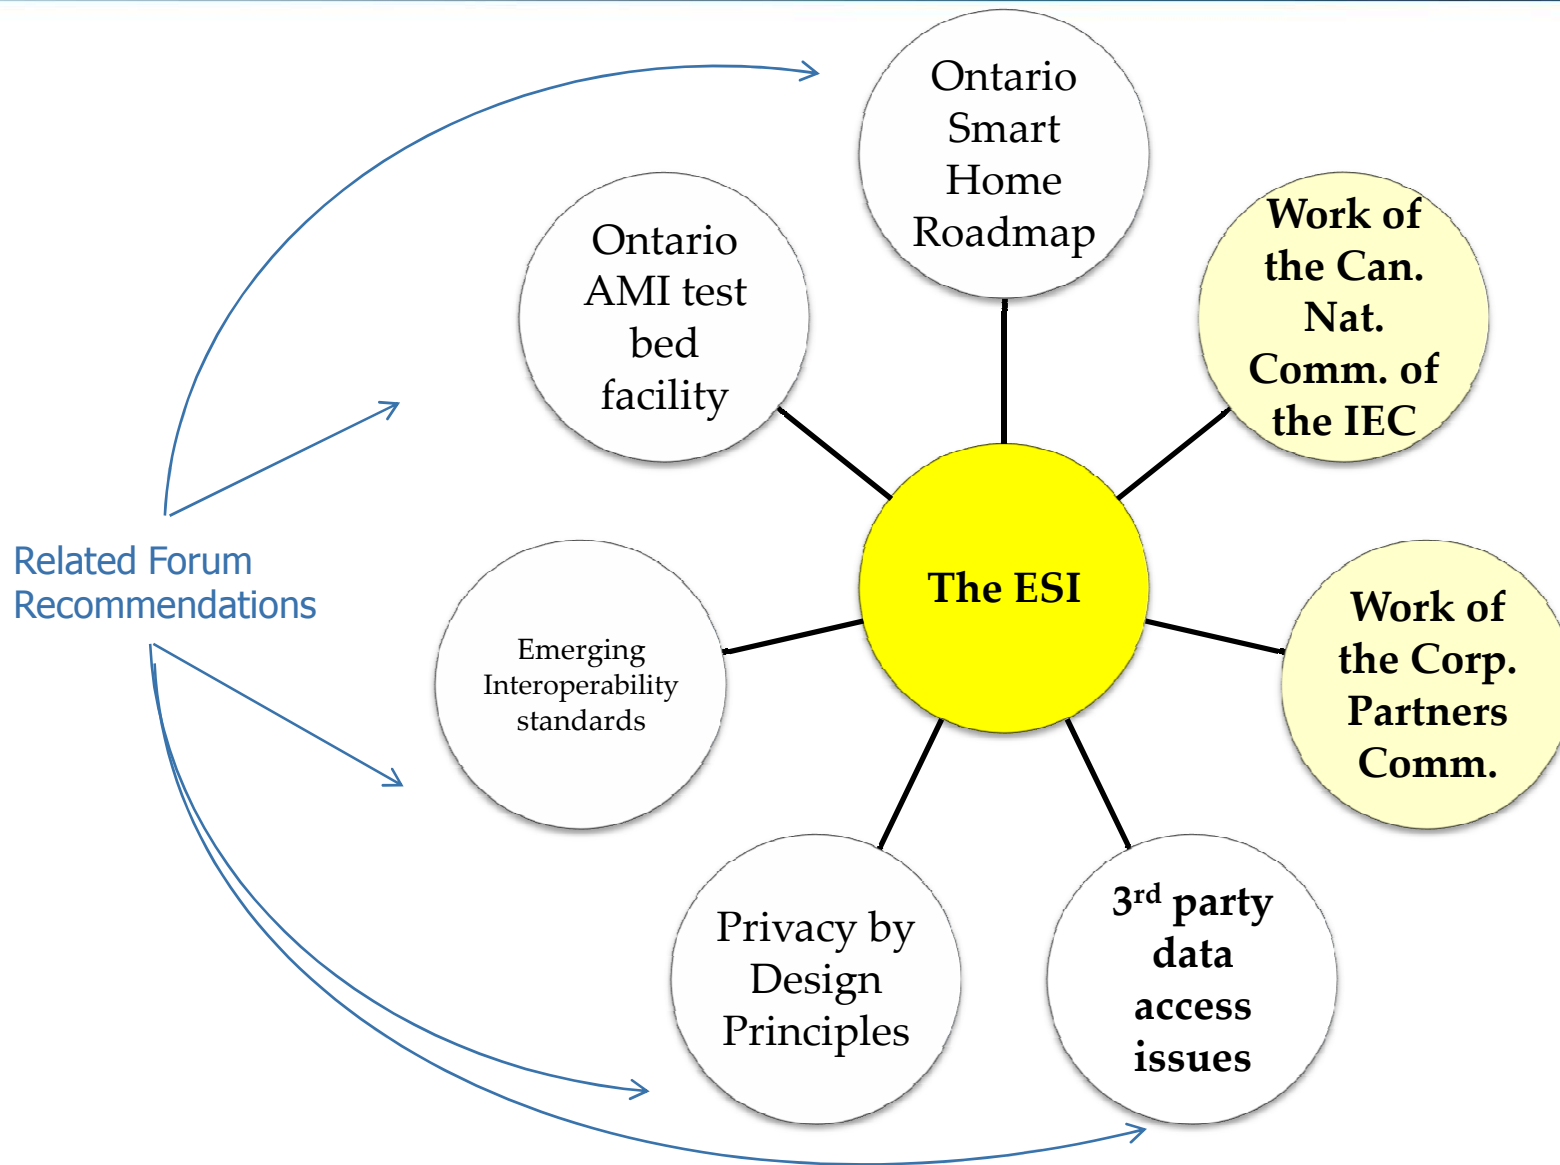 Ontario
Smart
Home
Roadmap
Ontario
AMI test
bed
facility
Work of
the Can.
Nat.
Comm. of
the IEC
Related Forum
Recommendations
The ESI
Emerging
Interoperability
standards
Work of
the Corp.
Partners
Comm.
Privacy by
Design
Principles
3rd party
data
access
issues